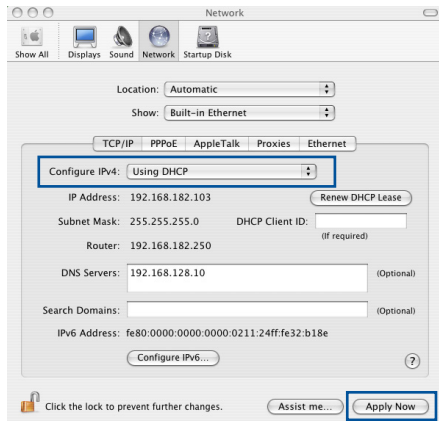 Network
Show All Displays Sound Network Startup Disk
Location: Automatic
Show: Built-in Ethernet
TCP/IP PPPoE AppleTalk Proxies Ethernet
Configure IPv4: Using DHCP
IP Address: 192.168.182.103 Renew DHCP Lease
Subnet Mask: 255.255.255.0 DHCP Client ID:
(If required)
Router: 192.168.182.250
DNS Servers: 192.168.128.10 (Optional)
Search Domains: (Optional)
IPv6 Address: fe80:0000:0000:0000:0211:24ff:fe32:b18e
Configure IPv6... ?
Click the lock to prevent further changes. Assist me... Apply Now